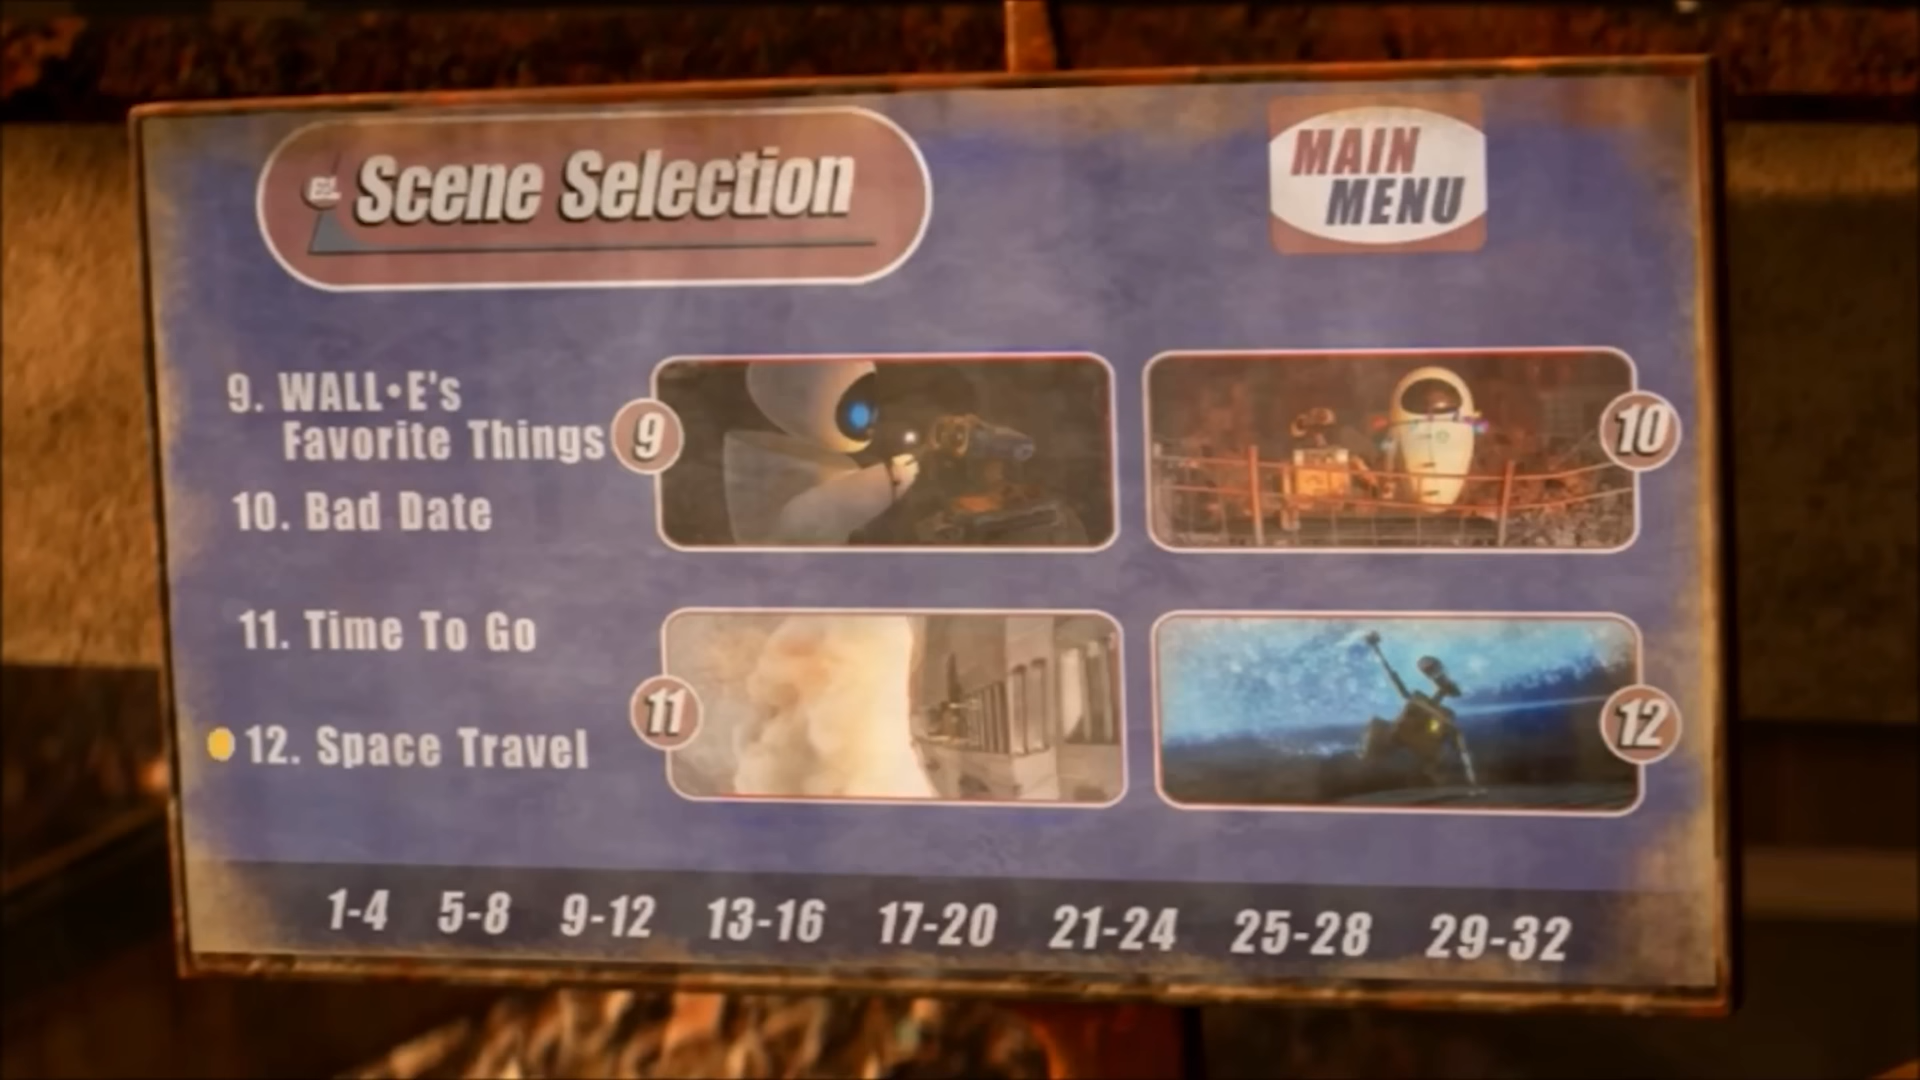 BL Scene Selection
MAIN
MENU
9. WALL•E's
Favorite Things
9
10
10. Bad Date
11. Time To Go
11
12
12. Space Travel
1-4 5-8 9-12 13-16 17-20 21-24 25-28 29-32